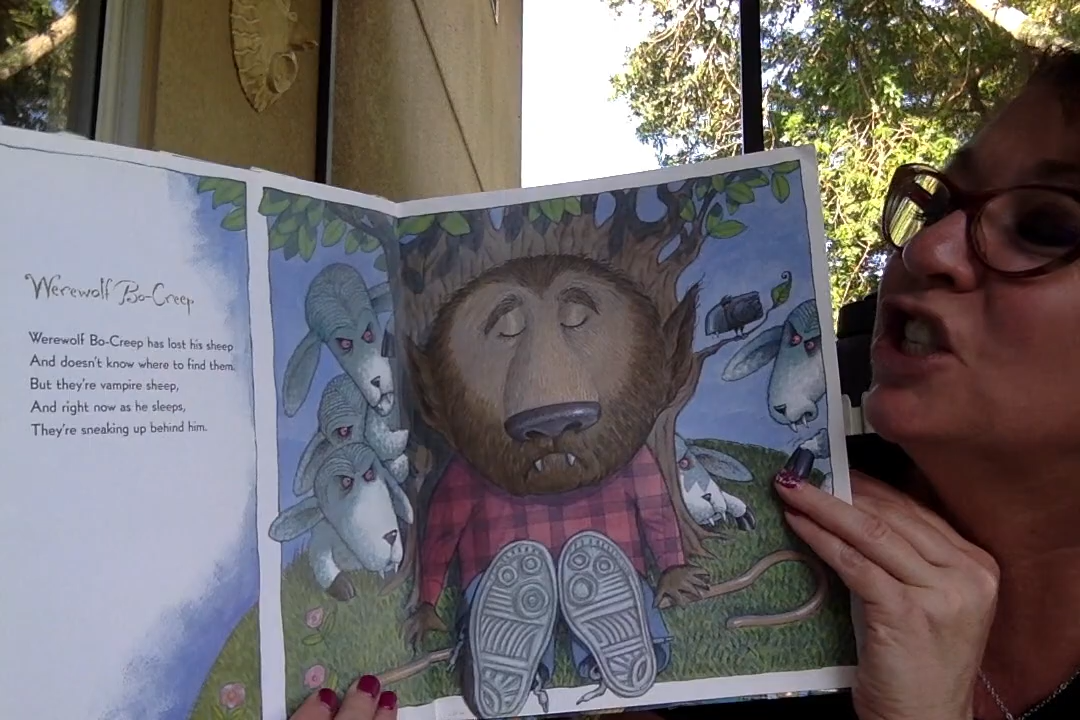 Werewolf Bo-Creep
Werewolf Bo-Creep has lost his sheep
And doesn't know where to find them.
But they're vampire sheep,
And right now as he sleeps,
They're sneaking up behind him.